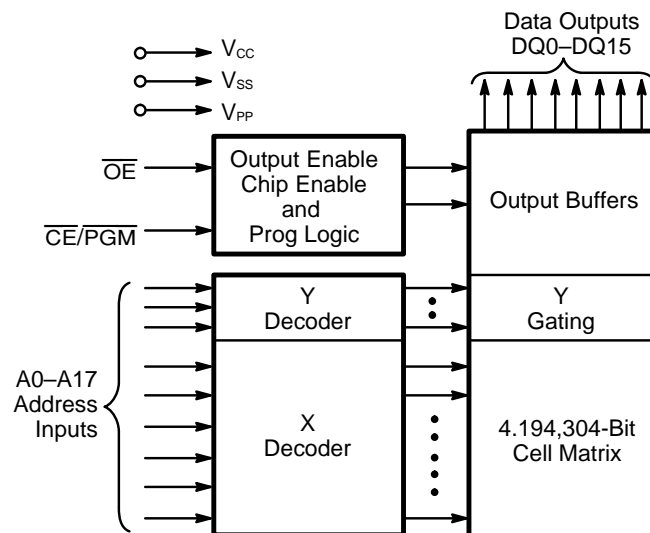 Data Outputs
DQ0–DQ15
VCC
VSS
VPP
OE
CE/PGM
Output Enable
Chip Enable
and
Prog Logic
Output Buffers
Y
Decoder
Y
Gating
A0–A17
Address
Inputs
X
Decoder
4.194,304-Bit
Cell Matrix